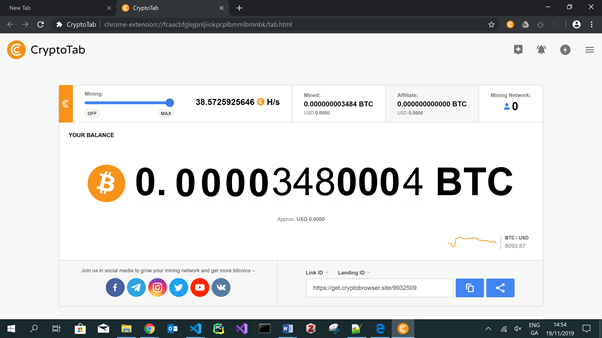 New Tab
CryptoTab
CryptoTab | chrome-extension://fcaacbfglejpnljiiokpcplbmmlbmnbk/tab.html
CryptoTab
Mining:
OFF
MAX
38.5725925646 H/s
Mined:
0.000000003484 BTC
USD 0.0000
Affiliate:
0.000000000000 BTC
USD 0.0000
Mining Network:
0
YOUR BALANCE
0.00003480004 BTC
Approx. USD 0.0000
BTC / USD
8093.87
Join us in social media to grow your mining network and get more bitcoins –
Link ID
Landing ID
https://get.cryptobrowser.site/9932509
ENG
GA
14:54
19/11/2019